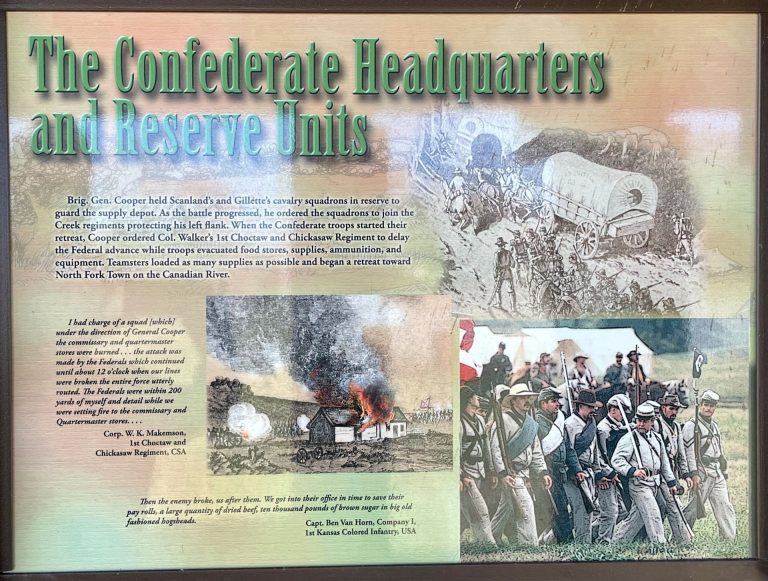 The Confederate Headquarters
and Reserve Units
Brig. Gen. Cooper held Scanland's and Gillette's cavalry squadrons in reserve to
guard the supply depot. As the battle progressed, he ordered the squadrons to join the
Creek regiments protecting his left flank. When the Confederate troops started their
retreat, Cooper ordered Col. Walker's 1st Choctaw and Chickasaw Regiment to delay
the Federal advance while troops evacuated food stores, supplies, ammunition, and
equipment. Teamsters loaded as many supplies as possible and began a retreat toward
North Fork Town on the Canadian River.
I had charge of a squad [which]
under the direction of General Cooper
the commissary and quartermaster
stores were burned . . . the attack was
made by the Federals which continued
until about 12 o'clock when our lines
were broken the entire force utterly
routed. The Federals were within 200
yards of myself and detail while we
were setting fire to the commissary and
Quartermaster stores. . . .
Corp. W. K. Makemson,
1st Choctaw and
Chickasaw Regiment, CSA
Then the enemy broke, us after them. We got into their office in time to save their
pay rolls, a large quantity of dried beef, ten thousand pounds of brown sugar in big old
fashioned hogsheads.
Capt. Ben Van Horn, Company I,
1st Kansas Colored Infantry, USA